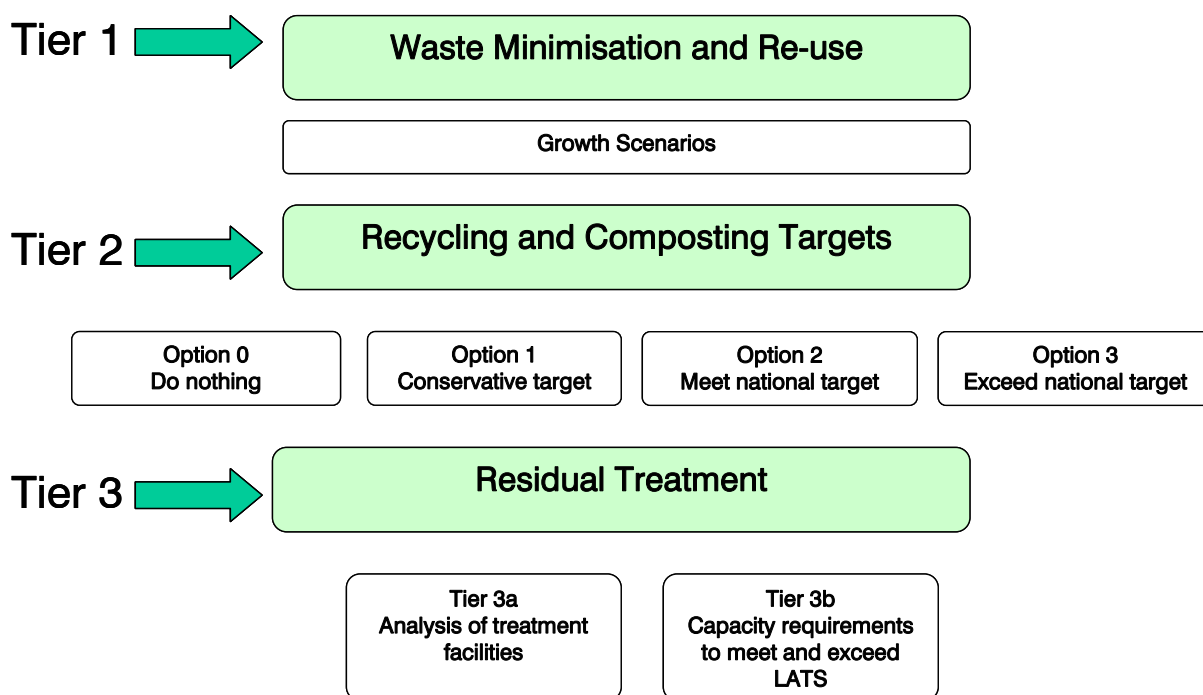 Tier 1
Waste Minimisation and Re-use
Growth Scenarios
Tier 2
Recycling and Composting Targets
Option 0
Do nothing
Option 1
Conservative target
Option 2
Meet national target
Option 3
Exceed national target
Tier 3
Residual Treatment
Tier 3a
Analysis of treatment
facilities
Tier 3b
Capacity requirements
to meet and exceed
LATS